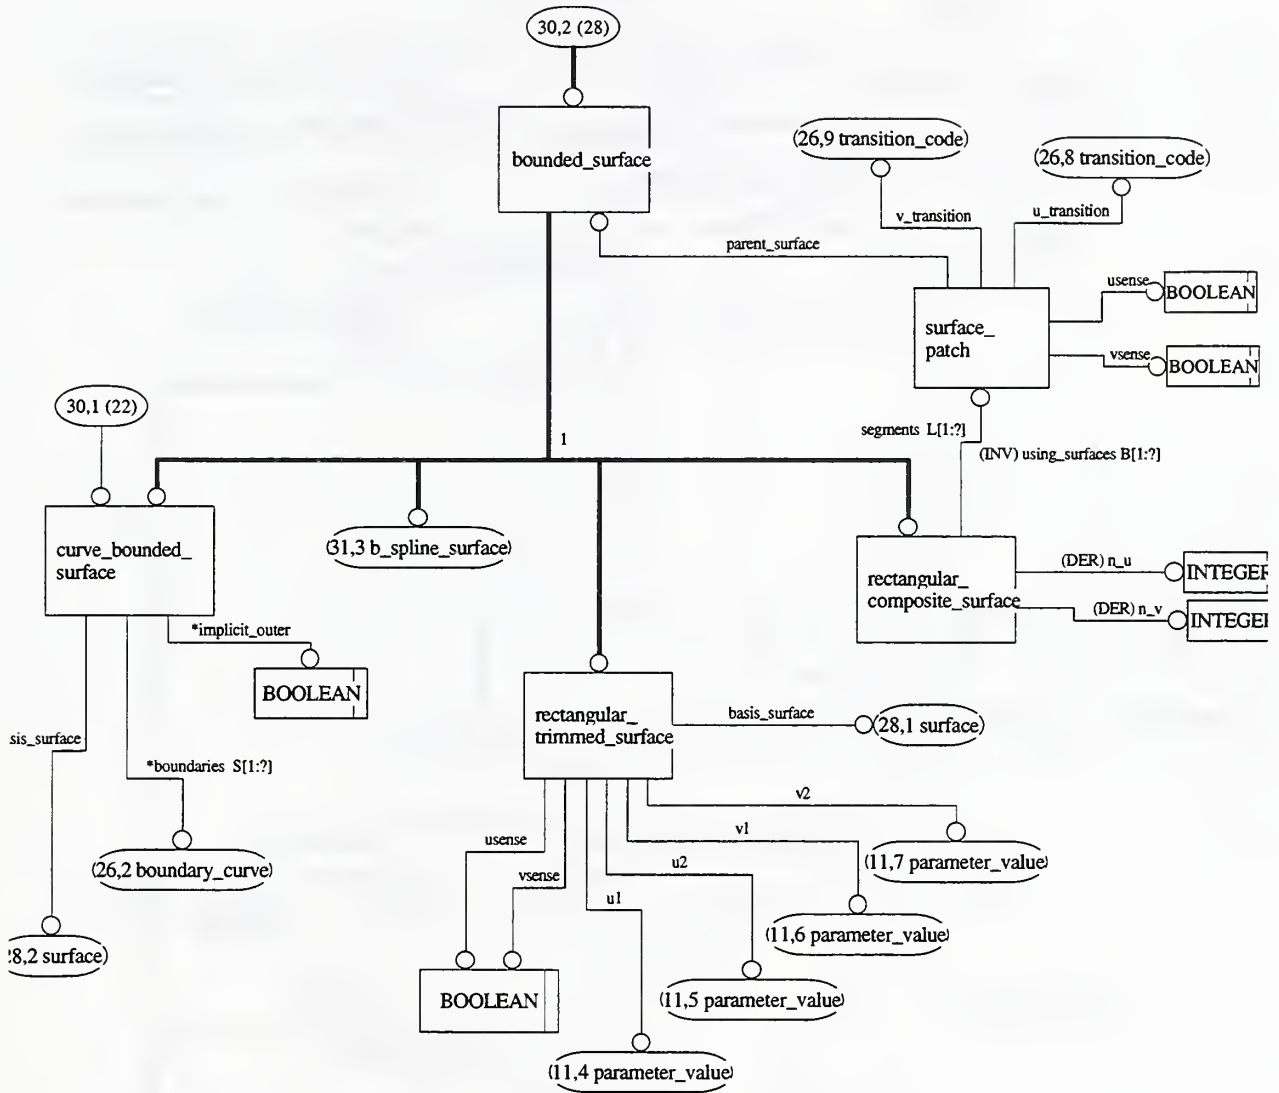 30,2 (28)
bounded_surface
(26,9 transition_code)
(26,8 transition_code)
v_transition
u_transition
parent_surface
usense
BOOLEAN
surface_
patch
vsense
BOOLEAN
30,1 (22)
1
segments L[1:?]
(INV) using_surfaces B[1:?]
curve_bounded_
surface
(31,3 b_spline_surface)
rectangular_
composite_surface
(DER) n_u
INTEGER
(DER) n_v
INTEGER
*implicit_outer
BOOLEAN
sis_surface
*boundaries S[1:?]
(26,2 boundary_curve)
28,2 surface)
rectangular_
trimmed_surface
basis_surface
(28,1 surface)
usense
vsense
u1
u2
v1
v2
(11,7 parameter_value)
(11,6 parameter_value)
(11,5 parameter_value)
(11,4 parameter_value)
BOOLEAN